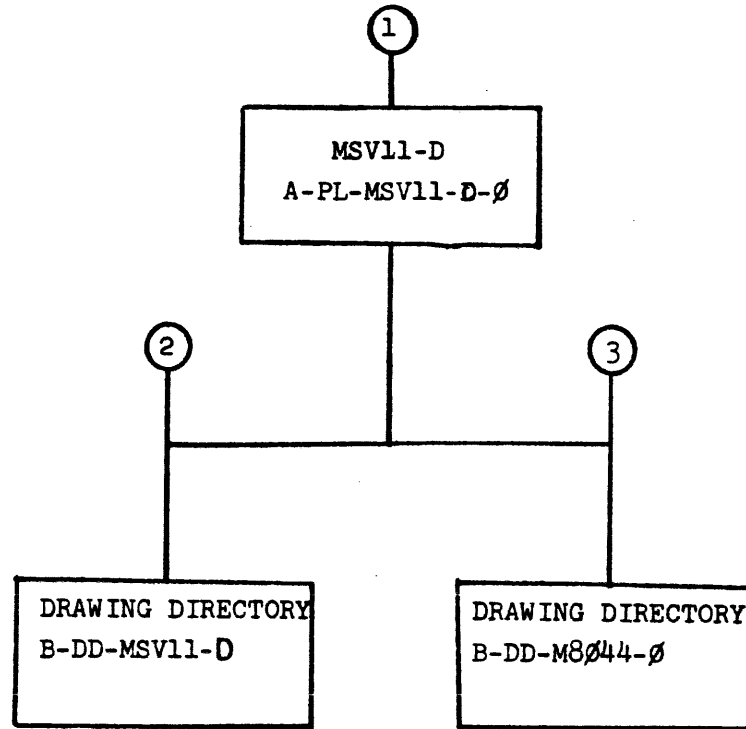 1
MSV11-D
A-PL-MSV11-D-Ø
2
3
DRAWING DIRECTORY
B-DD-MSV11-D
DRAWING DIRECTORY
B-DD-M8Ø44-Ø